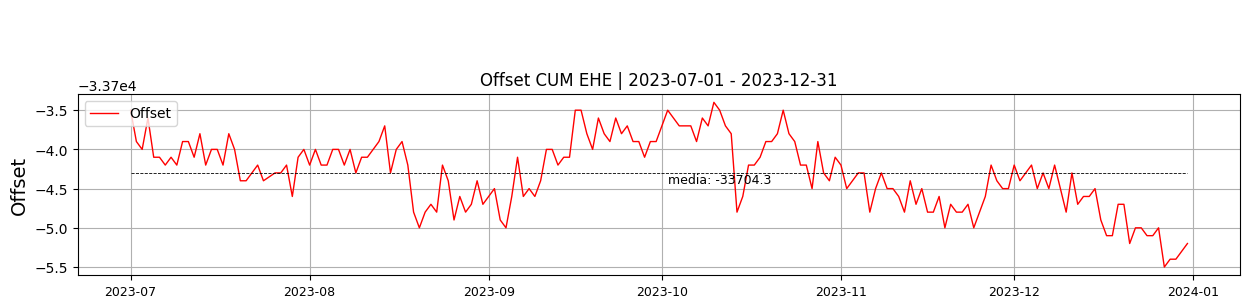 Offset CUM EHE | 2023-07-01 - 2023-12-31
−3.37e4
Offset
−3.5
−4.0
−4.5
−5.0
−5.5
Offset
media: -33704.3
2023-07
2023-08
2023-09
2023-10
2023-11
2023-12
2024-01